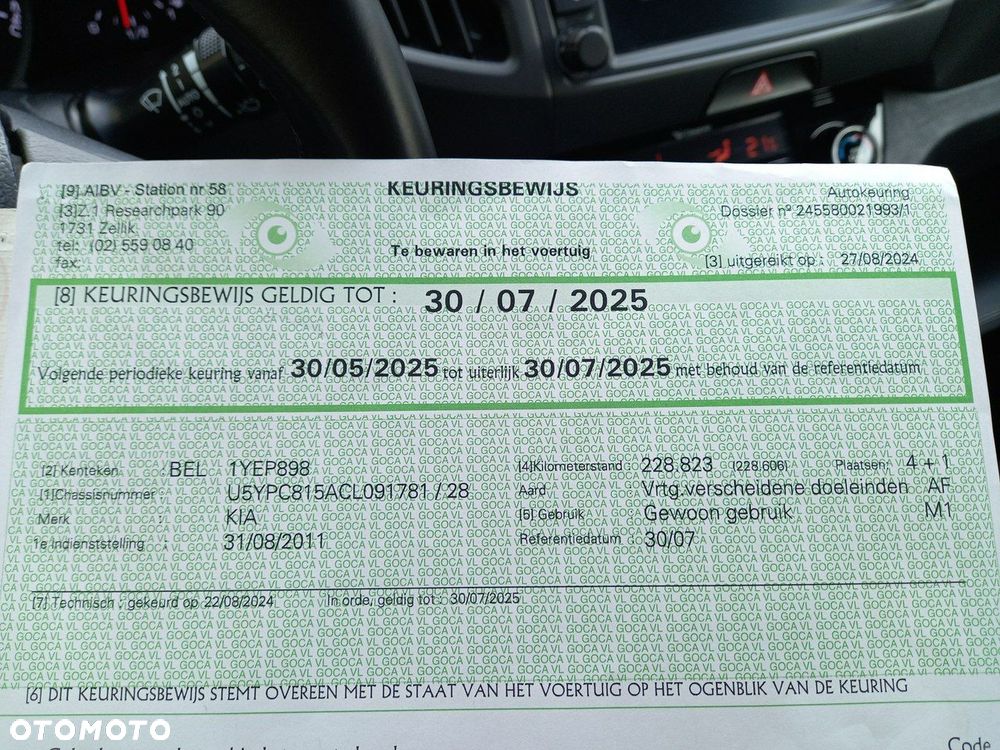 [9] AIBV - Station nr 58 KEURINGSBEWIJS Autokeuring
[3]Z.1 Researchpark 90 Dossier nº 245580021993/1
1731 Zellik
tel: (02) 559 08 40 Te bewaren in het voertuig
fax: [3] uitgereikt op : 27/08/2024
[8] KEURINGSBEWIJS GELDIG TOT : 30 / 07 / 2025
Volgende periodieke keuring vanaf 30/05/2025 tot uiterlijk 30/07/2025 met behoud van de referentiedatum
[2] Kenteken : BEL 1YEP898 [4]Kilometerstand 228.823 (228.606) Plaatsen: 4 + 1
[1]Chassisnummer : U5YPC815ACL091781 / 28 Aard : Vrtg.verscheidene doeleinden AF
Merk : KIA [5] Gebruik : Gewoon gebruik M1
1e Indienststelling : 31/08/2011 Referentiedatum : 30/07
[7] Technisch : gekeurd op 22/08/2024 In orde, geldig tot : 30/07/2025
[6] DIT KEURINGSBEWIJS STEMT OVEREEN MET DE STAAT VAN HET VOERTUIG OP HET OGENBLIK VAN DE KEURING
Code
OTOMOTO